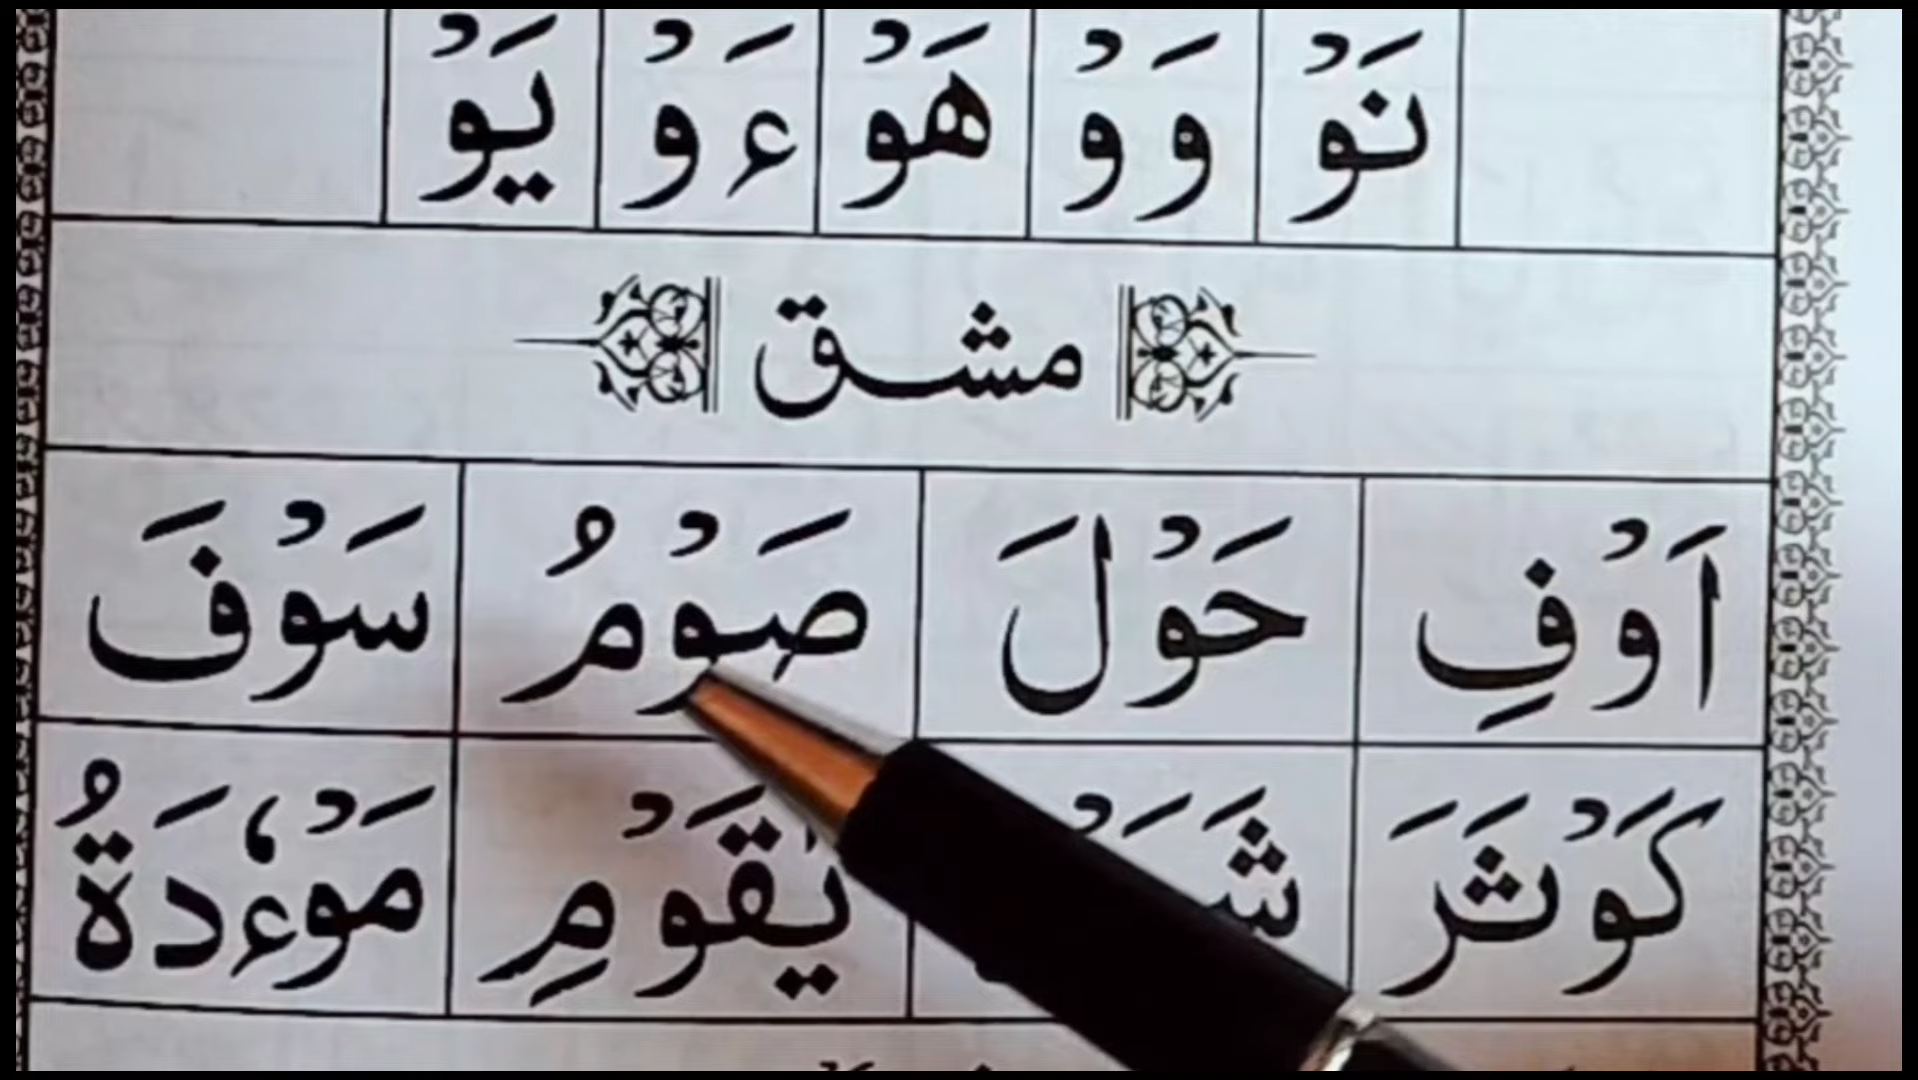 نَوْ وَوْ هَوْ ءَوْ يَوْ
مشق
اَوْفِ حَوْلَ صَوْمُ سَوْفَ
كَوْثَرَ يٰقَوْمِ مَوْءٗدَةُ